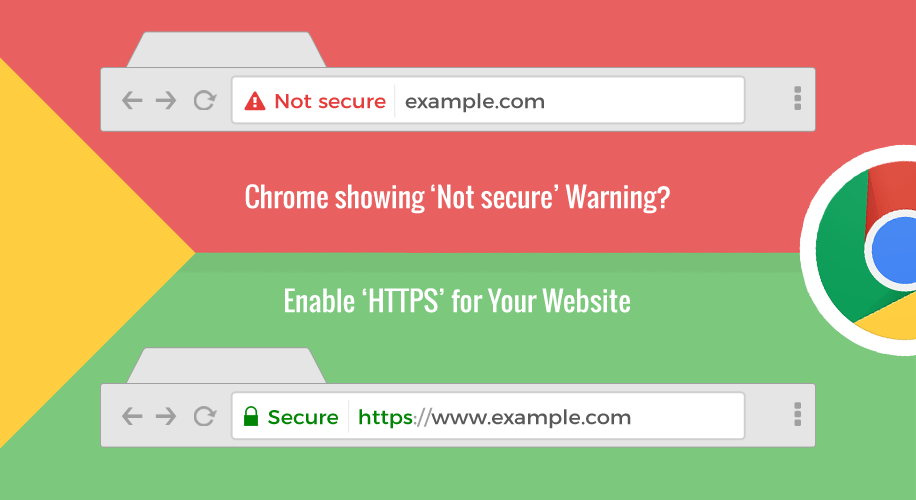 Not secure example.com
Chrome showing ‘Not secure’ Warning?
Enable ‘HTTPS’ for Your Website
Secure https://www.example.com